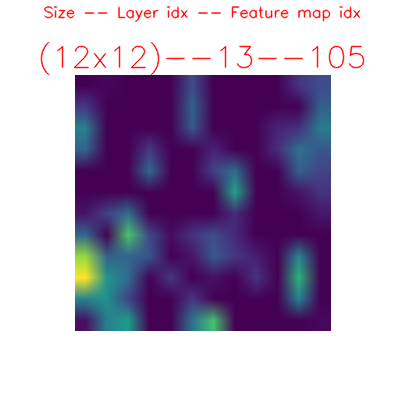 Size -- Layer idx -- Feature map idx
(12x12)--13--105